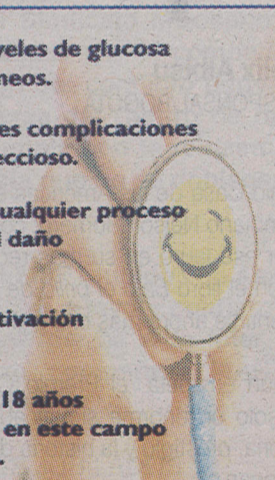 veles de glucosa
neos.
es complicaciones
eccioso.
ualquier proceso
l daño
tivación
18 años
en este campo
.